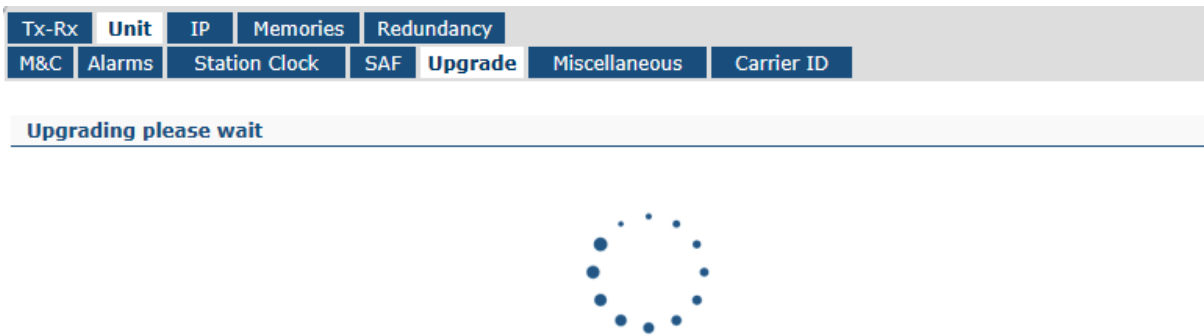 Tx-Rx Unit IP Memories Redundancy
M&C Alarms Station Clock SAF Upgrade Miscellaneous Carrier ID
Upgrading please wait